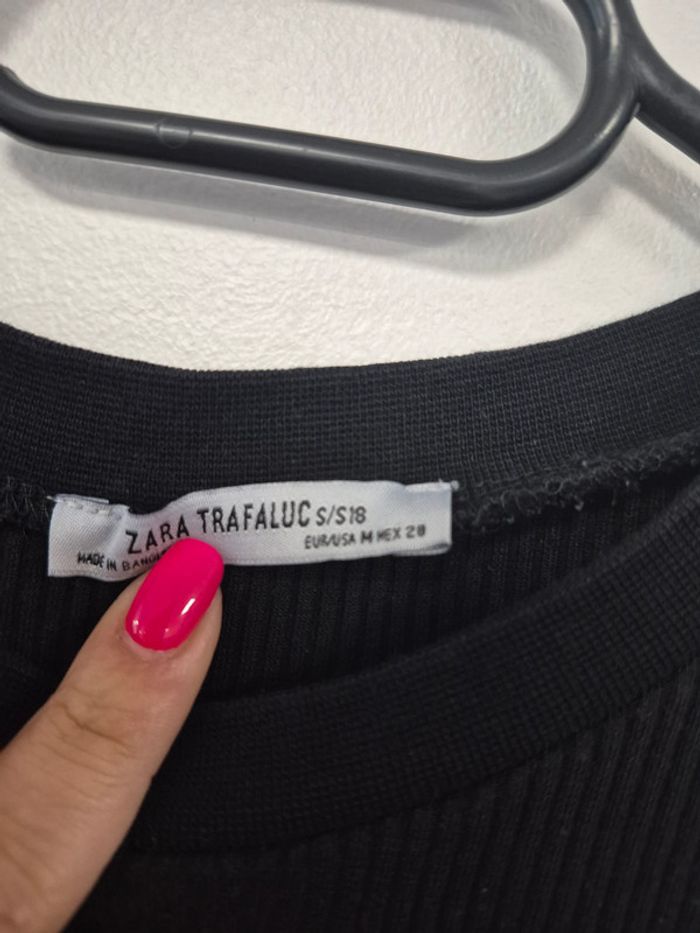 ZARA TRAFALUC S/S18
EUR/USA M MEX 28
MADE IN